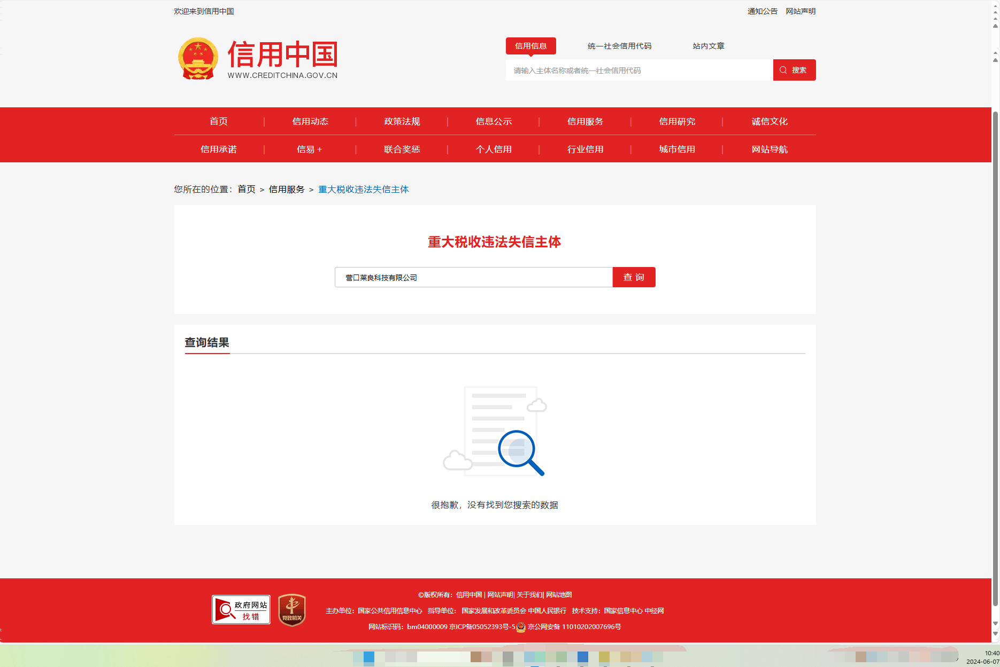 欢迎来到信用中国
通知公告 网站声明
信用中国
WWW.CREDITCHINA.GOV.CN
信用信息 统一社会信用代码 站内文章
请输入主体名称或者统一社会信用代码
搜索
首页 | 信用动态 | 政策法规 | 信息公示 | 信用服务 | 信用研究 | 诚信文化
信用承诺 | 信易+ | 联合奖惩 | 个人信用 | 行业信用 | 城市信用 | 网站导航
您所在的位置：首页 > 信用服务 > 重大税收违法失信主体
重大税收违法失信主体
营口莱良科技有限公司
查 询
查询结果
很抱歉，没有找到您搜索的数据
政府网站
找错
党政机关
©版权所有：信用中国 | 网站声明| 关于我们| 网站地图
主办单位：国家公共信用信息中心 指导单位： 国家发展和改革委员会 中国人民银行 技术支持：国家信息中心 中经网
网站标识码：bm04000009 京ICP备05052393号-5 京公网安备 11010202007696号
10:40
2024-06-07